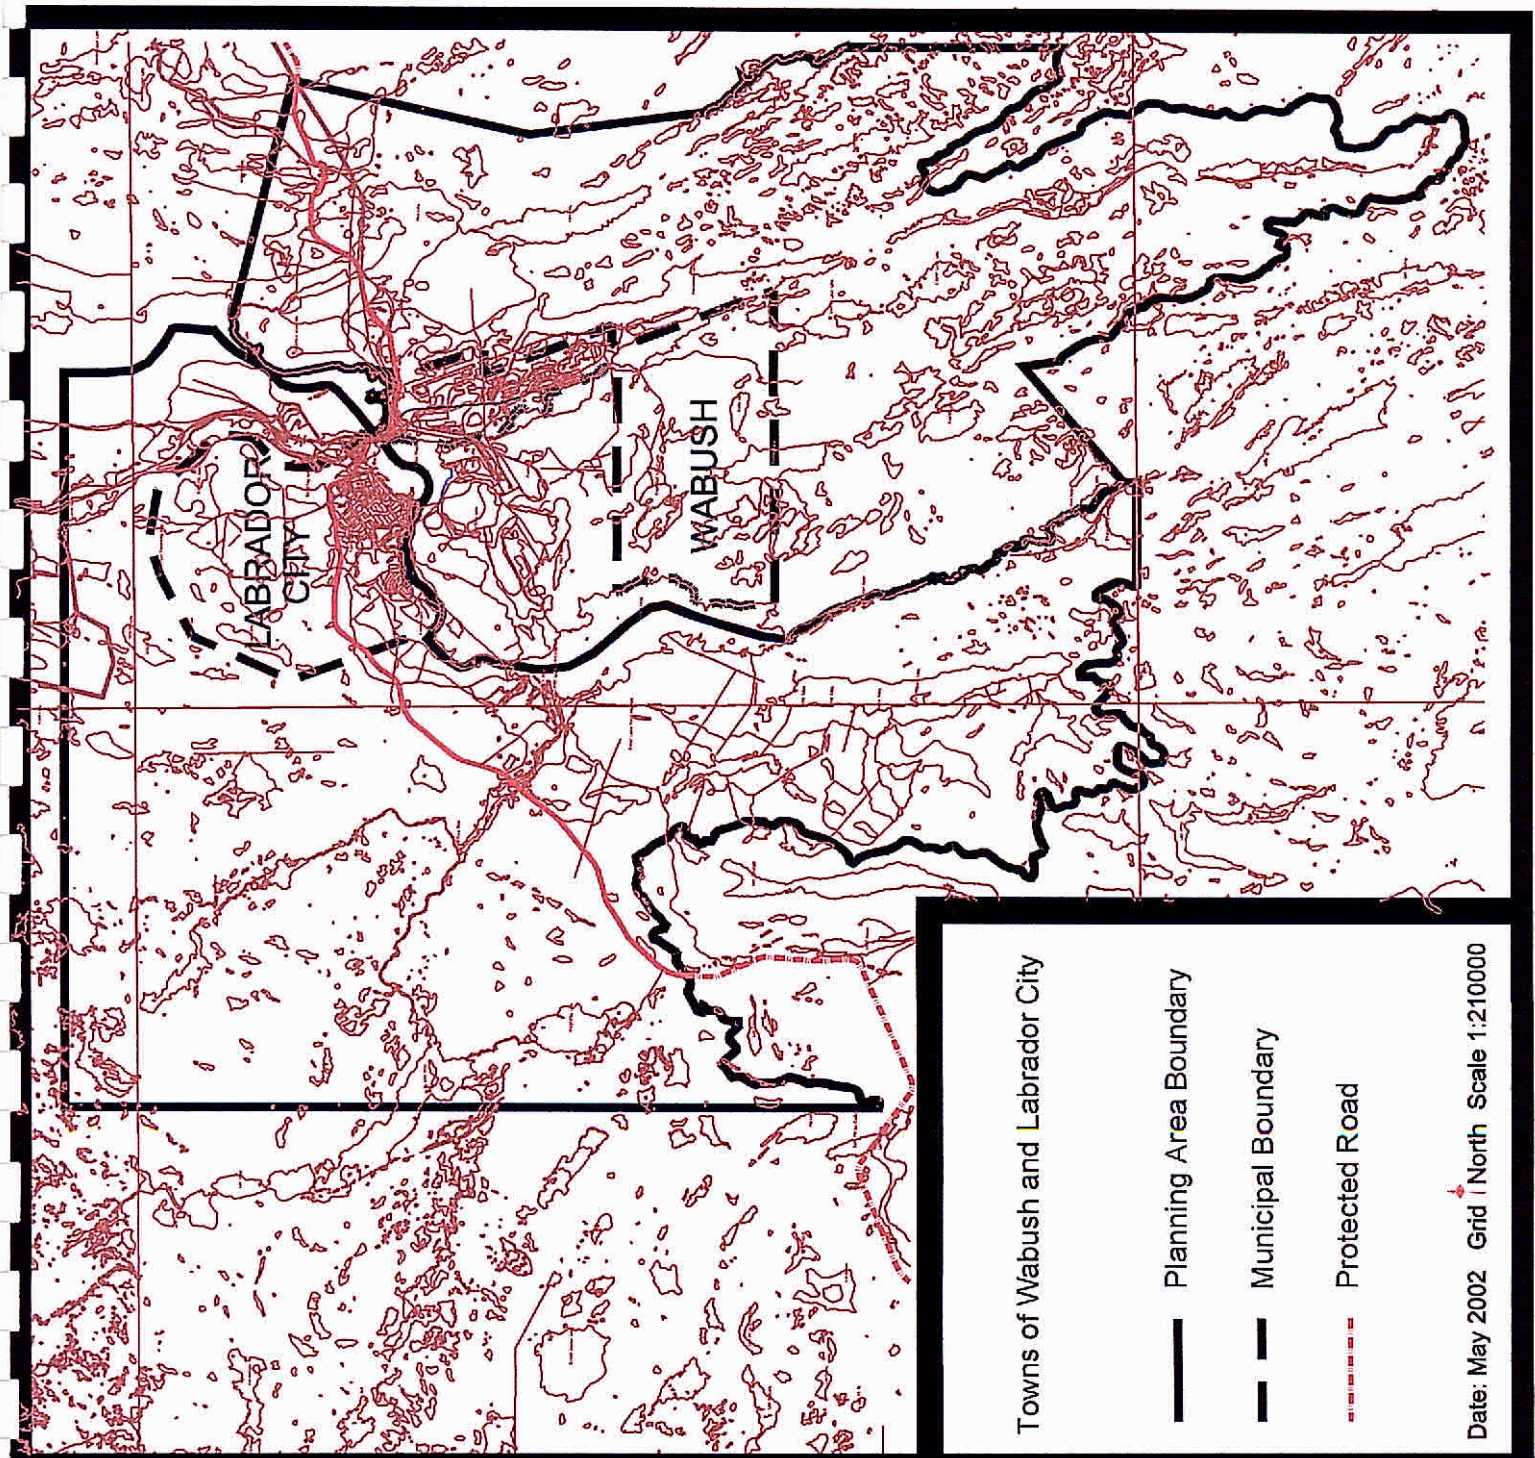 LABRADOR
CITY
WABUSH
Towns of Wabush and Labrador City
Planning Area Boundary
Municipal Boundary
Protected Road
Date: May 2002 Grid North Scale 1:210000